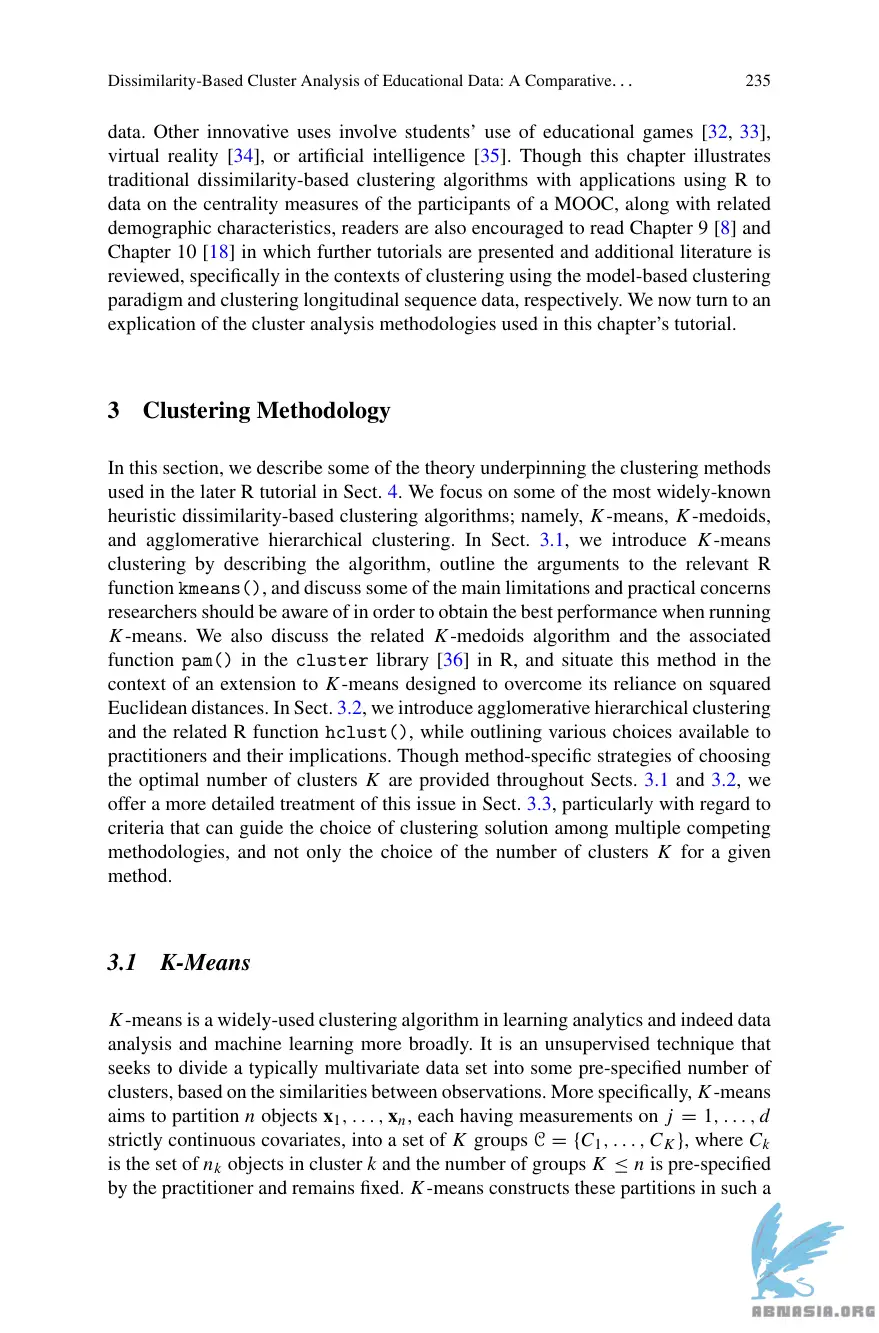 Dissimilarity-Based Cluster Analysis of Educational Data: A Comparative. . . 235
data. Other innovative uses involve students’ use of educational games [32, 33],
virtual reality [34], or artificial intelligence [35]. Though this chapter illustrates
traditional dissimilarity-based clustering algorithms with applications using R to
data on the centrality measures of the participants of a MOOC, along with related
demographic characteristics, readers are also encouraged to read Chapter 9 [8] and
Chapter 10 [18] in which further tutorials are presented and additional literature is
reviewed, specifically in the contexts of clustering using the model-based clustering
paradigm and clustering longitudinal sequence data, respectively. We now turn to an
explication of the cluster analysis methodologies used in this chapter’s tutorial.
3 Clustering Methodology
In this section, we describe some of the theory underpinning the clustering methods
used in the later R tutorial in Sect. 4. We focus on some of the most widely-known
heuristic dissimilarity-based clustering algorithms; namely, K-means, K-medoids,
and agglomerative hierarchical clustering. In Sect. 3.1, we introduce K-means
clustering by describing the algorithm, outline the arguments to the relevant R
function kmeans(), and discuss some of the main limitations and practical concerns
researchers should be aware of in order to obtain the best performance when running
K-means. We also discuss the related K-medoids algorithm and the associated
function pam() in the cluster library [36] in R, and situate this method in the
context of an extension to K-means designed to overcome its reliance on squared
Euclidean distances. In Sect. 3.2, we introduce agglomerative hierarchical clustering
and the related R function hclust(), while outlining various choices available to
practitioners and their implications. Though method-specific strategies of choosing
the optimal number of clusters K are provided throughout Sects. 3.1 and 3.2, we
offer a more detailed treatment of this issue in Sect. 3.3, particularly with regard to
criteria that can guide the choice of clustering solution among multiple competing
methodologies, and not only the choice of the number of clusters K for a given
method.
3.1 K-Means
K-means is a widely-used clustering algorithm in learning analytics and indeed data
analysis and machine learning more broadly. It is an unsupervised technique that
seeks to divide a typically multivariate data set into some pre-specified number of
clusters, based on the similarities between observations. More specifically, K-means
aims to partition n objects x₁, . . . , xₙ, each having measurements on j = 1, . . . , d
strictly continuous covariates, into a set of K groups C = {C₁, . . . , C_K}, where C_k
is the set of n_k objects in cluster k and the number of groups K ≤ n is pre-specified
by the practitioner and remains fixed. K-means constructs these partitions in such a
ABNASIA.ORG